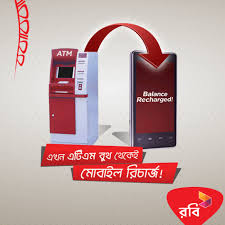 ATM
Balance
Recharged!
এখন এটিএম বুথ থেকেই
মোবাইল রিচার্জ!
রবি